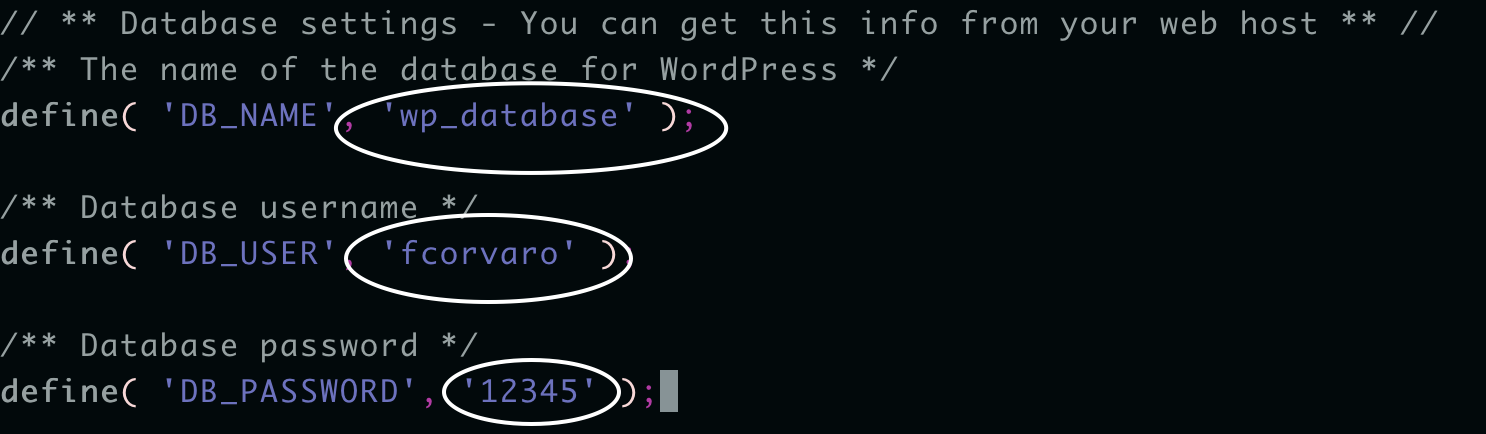 // ** Database settings - You can get this info from your web host ** //
/** The name of the database for WordPress */
define( 'DB_NAME', 'wp_database' );
/** Database username */
define( 'DB_USER', 'fcorvaro' );
/** Database password */
define( 'DB_PASSWORD', '12345' );